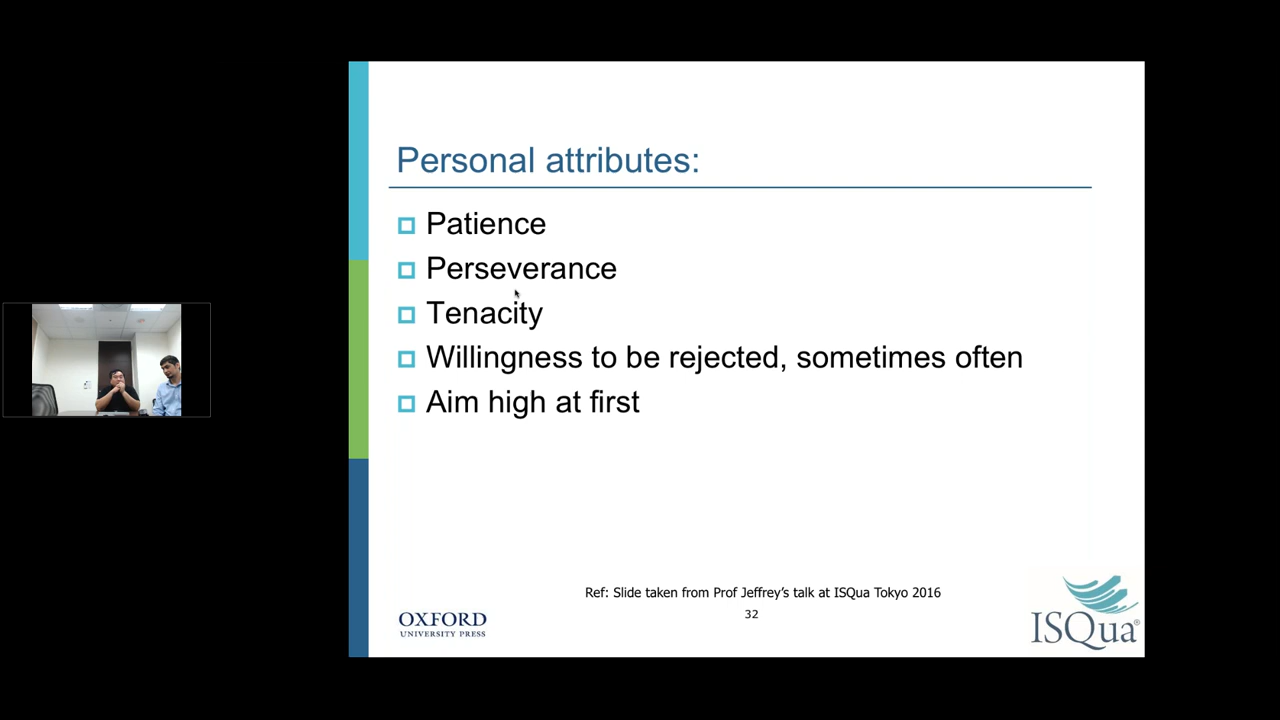 Personal attributes:
Patience
Perseverance
Tenacity
Willingness to be rejected, sometimes often
Aim high at first
Ref: Slide taken from Prof Jeffrey's talk at ISQua Tokyo 2016
32
OXFORD
UNIVERSITY PRESS
ISQua®